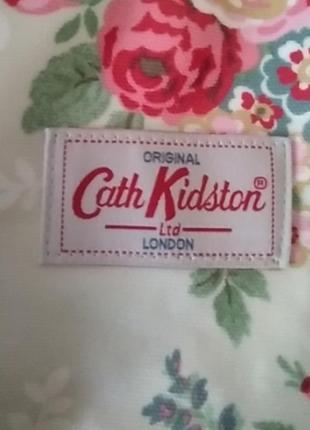 ORIGINAL
Cath Kidston®
Ltd
LONDON